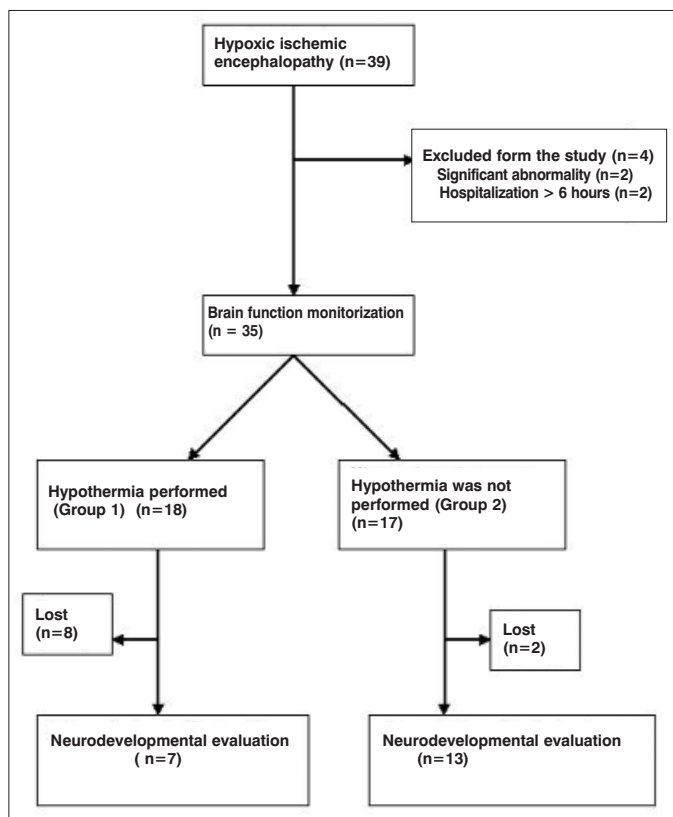 Hypoxic ischemic
encephalopathy (n=39)
Excluded form the study (n=4)
Significant abnormality (n=2)
Hospitalization > 6 hours (n=2)
Brain function monitorization
(n = 35)
Hypothermia performed
(Group 1) (n=18)
Hypothermia was not
performed (Group 2)
(n=17)
Lost
(n=8)
Lost
(n=2)
Neurodevelopmental evaluation
( n=7)
Neurodevelopmental evaluation
(n=13)